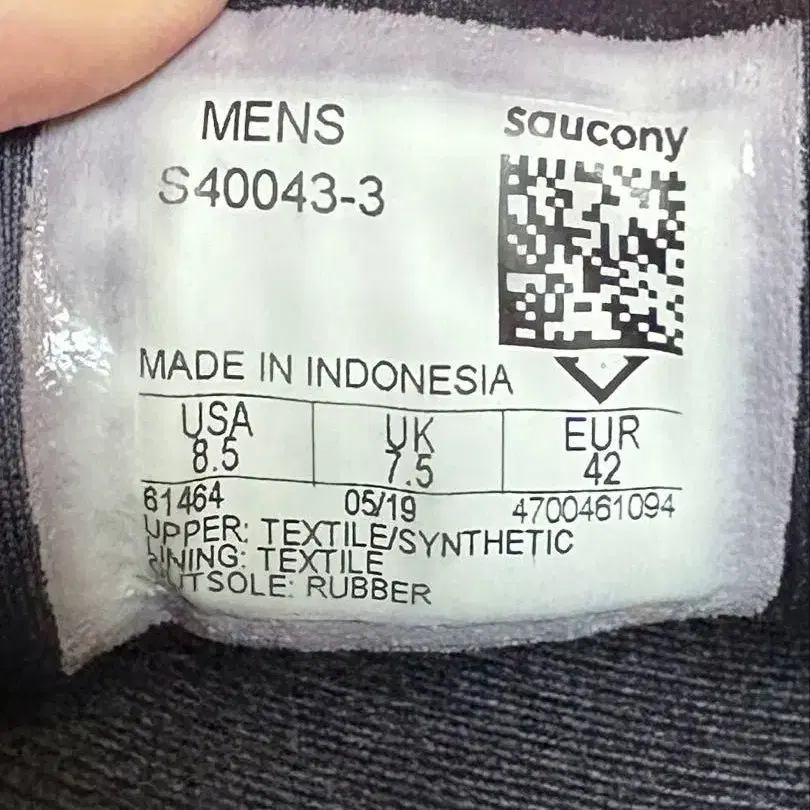 MENS
S40043-3
saucony
MADE IN INDONESIA
USA UK EUR
8.5 7.5 42
61464 05/19 4700461094
UPPER: TEXTILE/SYNTHETIC
LINING: TEXTILE
OUTSOLE: RUBBER